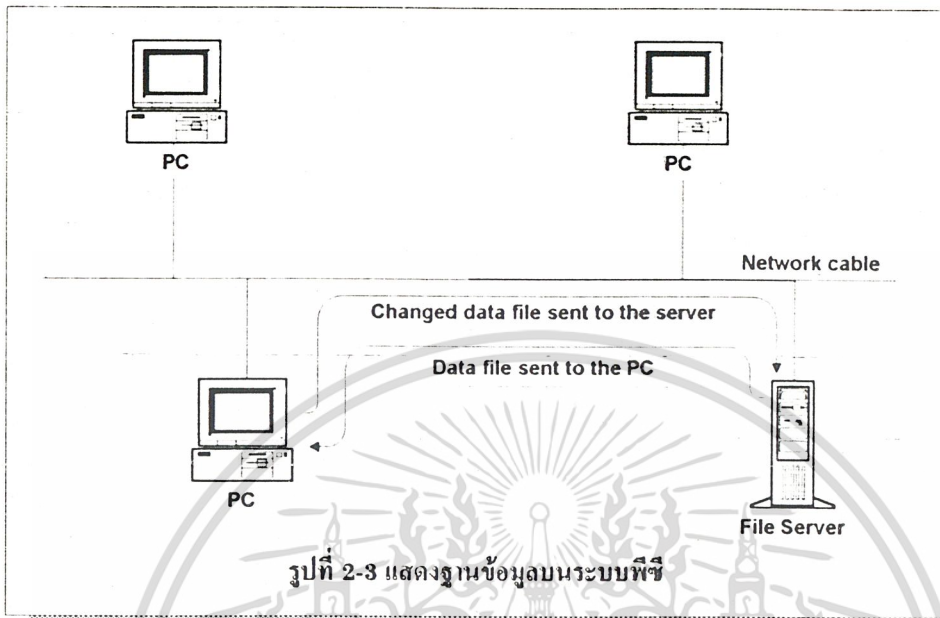 PC
PC
Network cable
Changed data file sent to the server
Data file sent to the PC
PC
File Server
รูปที่ 2-3 แสดงฐานข้อมูลบนระบบพีซี